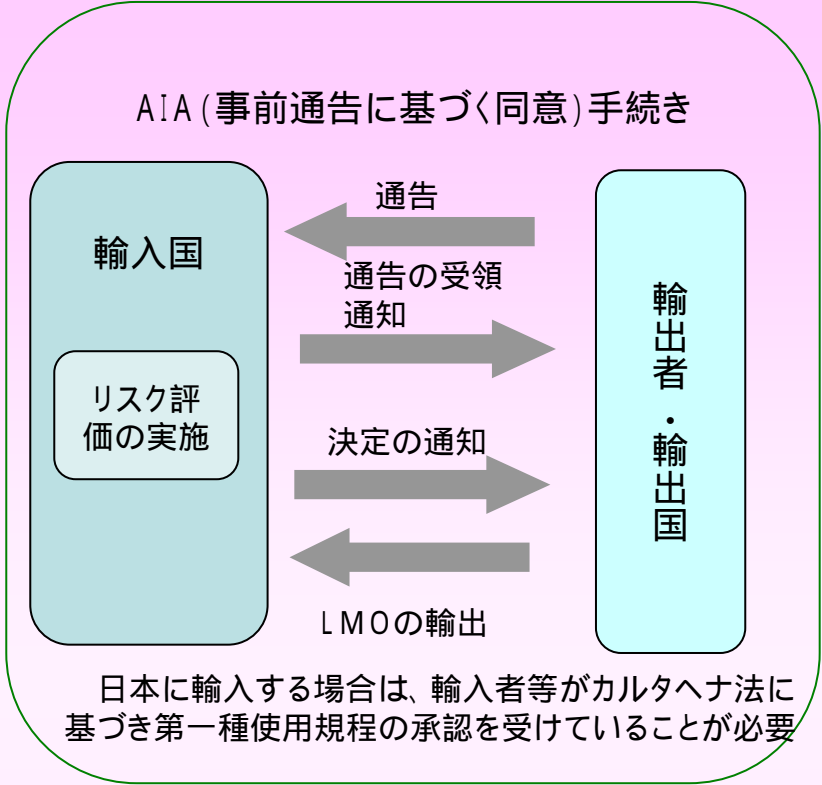 AIA(事前通告に基づく同意)手続き
輸入国
リスク評
価の実施
通告
通告の受領
通知
決定の通知
LMOの輸出
輸出者・輸出国
日本に輸入する場合は、輸入者等がカルタヘナ法に
基づき第一種使用規程の承認を受けていることが必要